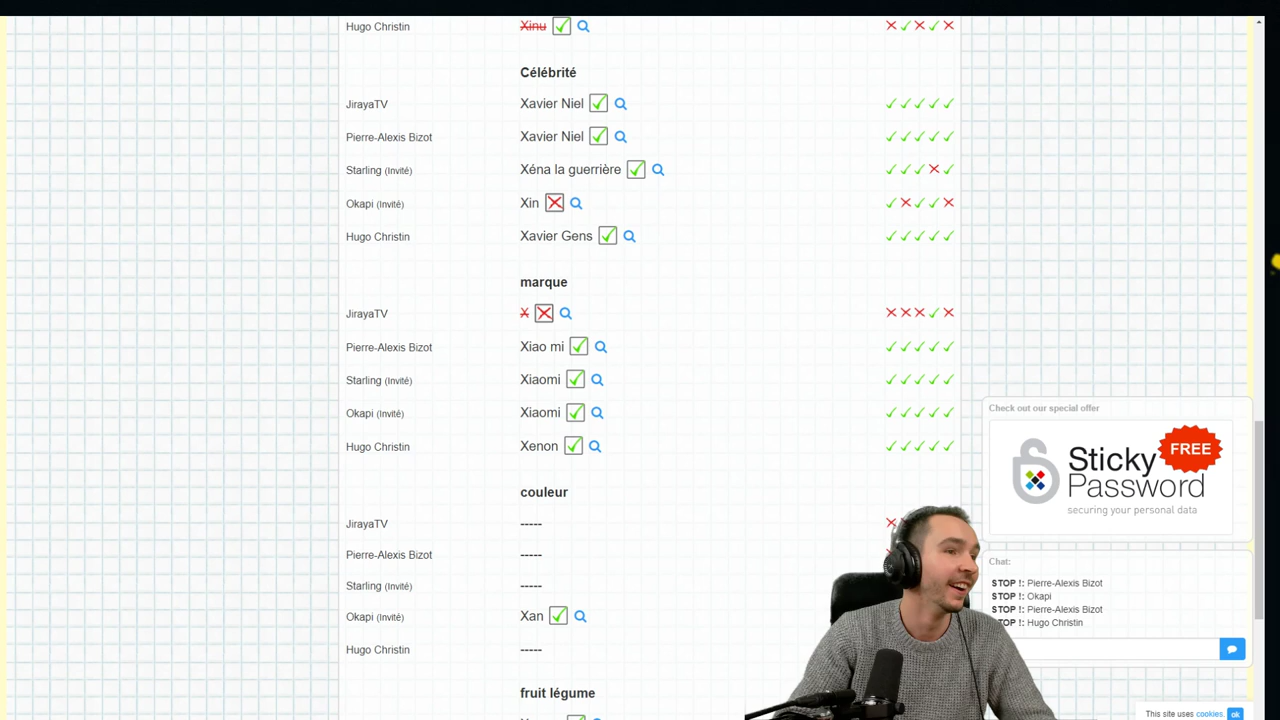 Hugo Christin Xinu
Célébrité
JirayaTV Xavier Niel
Pierre-Alexis Bizot Xavier Niel
Starling (Invité) Xéna la guerrière
Okapi (Invité) Xin
Hugo Christin Xavier Gens
marque
JirayaTV X
Pierre-Alexis Bizot Xiao mi
Starling (Invité) Xiaomi
Okapi (Invité) Xiaomi
Hugo Christin Xenon
couleur
JirayaTV -----
Pierre-Alexis Bizot -----
Starling (Invité) -----
Okapi (Invité) Xan
Hugo Christin -----
fruit légume
Check out our special offer
FREE
Sticky
Password
securing your personal data
Chat:
STOP !: Pierre-Alexis Bizot
STOP !: Okapi
STOP !: Pierre-Alexis Bizot
STOP !: Hugo Christin
This site uses cookies. ok